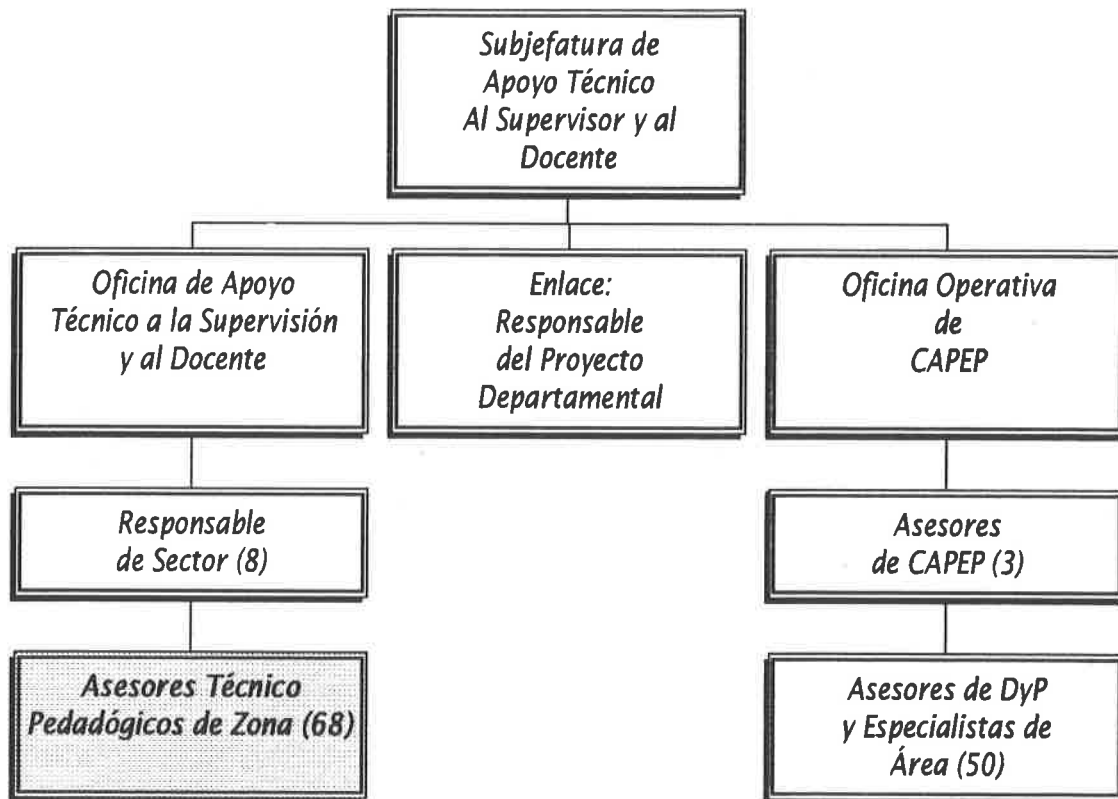 Subjefatura de
Apoyo Técnico
Al Supervisor y al
Docente
Oficina de Apoyo
Técnico a la Supervisión
y al Docente
Enlace:
Responsable
del Proyecto
Departamental
Oficina Operativa
de
CAPEP
Responsable
de Sector (8)
Asesores
de CAPEP (3)
Asesores Técnico
Pedadógicos de Zona (68)
Asesores de DyP
y Especialistas de
Área (50)